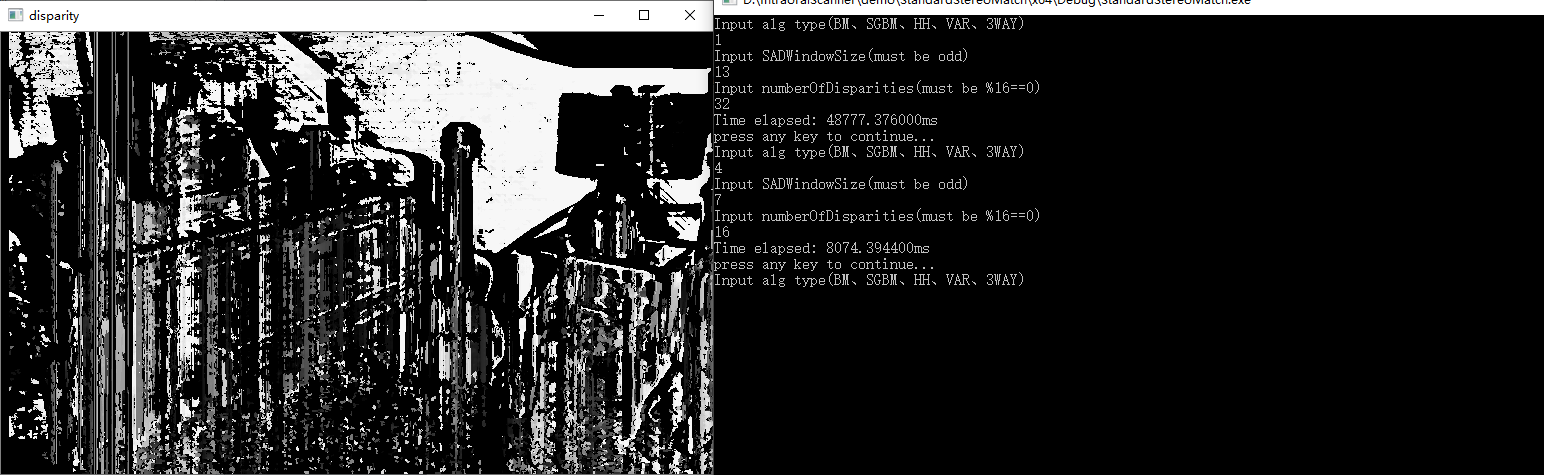 disparity
D:\IntraOralScanner\demo\StandardStereoMatch\x64\Debug\StandardStereoMatch.exe
Input alg type(BM、SGBM、HH、VAR、3WAY)
1
Input SADWindowSize(must be odd)
13
Input numberOfDisparities(must be %16==0)
32
Time elapsed: 48777.376000ms
press any key to continue...
Input alg type(BM、SGBM、HH、VAR、3WAY)
4
Input SADWindowSize(must be odd)
7
Input numberOfDisparities(must be %16==0)
16
Time elapsed: 8074.394400ms
press any key to continue...
Input alg type(BM、SGBM、HH、VAR、3WAY)